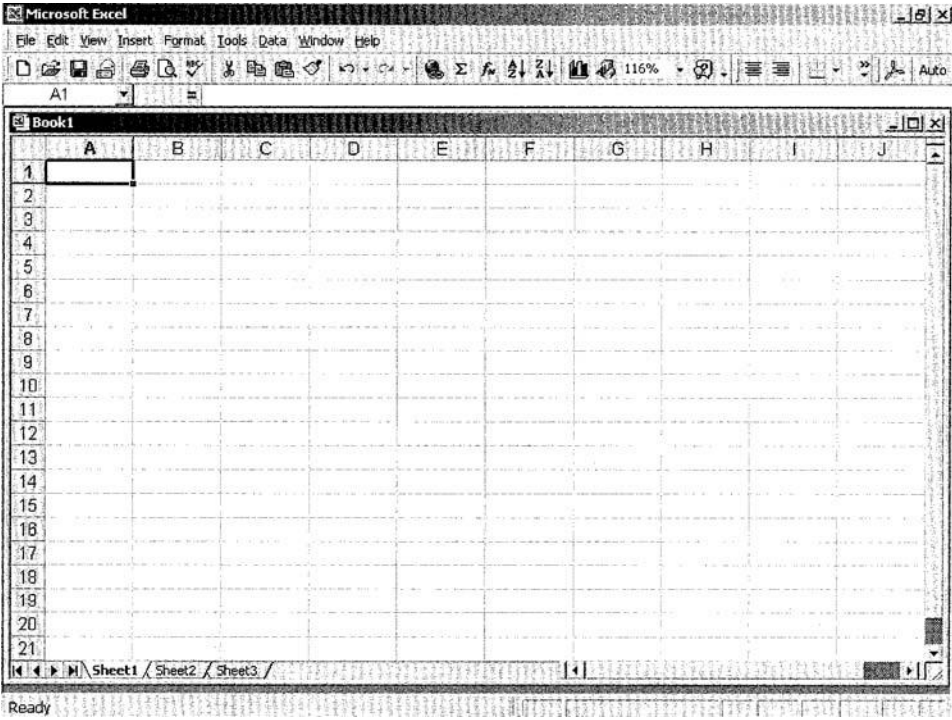 Microsoft Excel
File Edit View Insert Format Tools Data Window Help
116% Auto
A1 =
Book1
A B C D E F G H I J
1
2
3
4
5
6
7
8
9
10
11
12
13
14
15
16
17
18
19
20
21
Sheet1 Sheet2 Sheet3
Ready